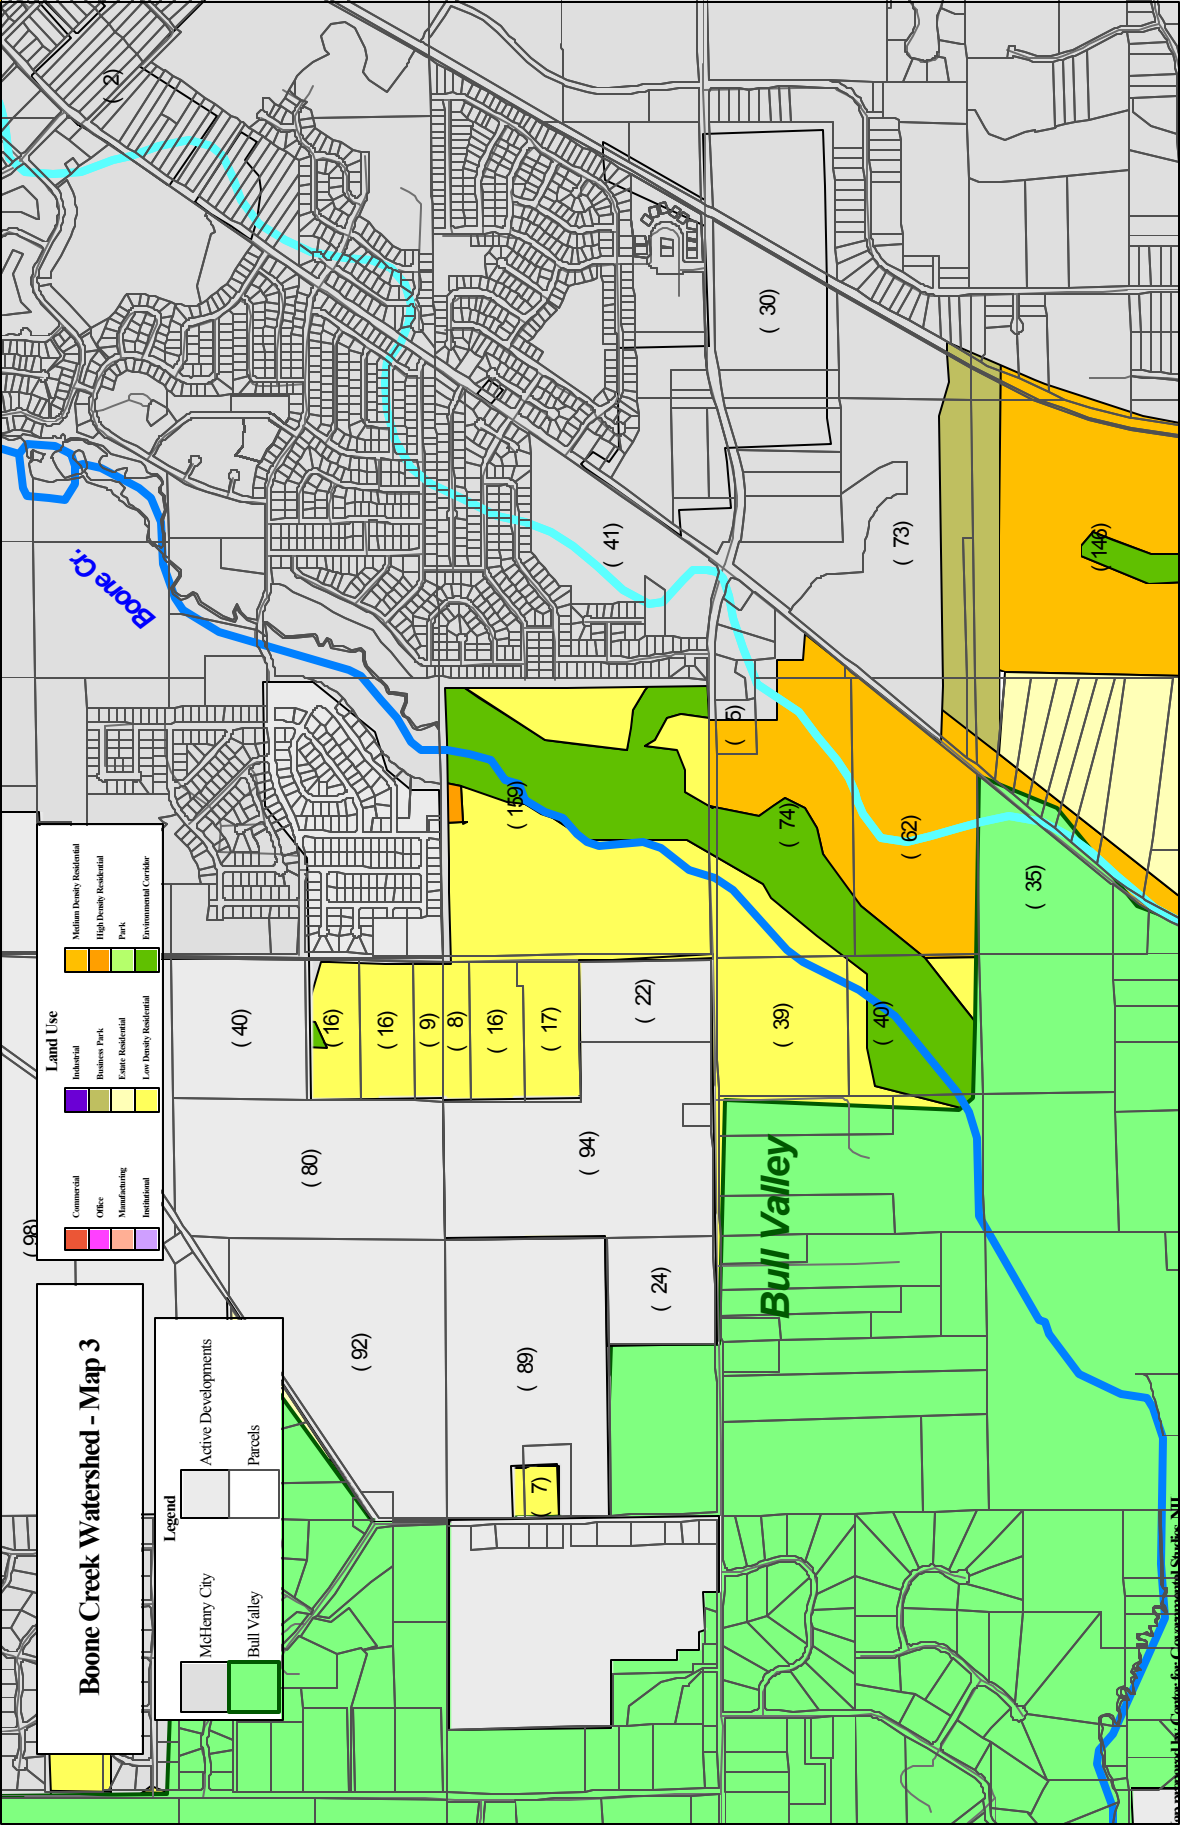 Boone Creek Watershed - Map 3
Legend
McHenry City
Active Developments
Bull Valley
Parcels
Land Use
Commercial
Office
Manufacturing
Institutional
Industrial
Business Park
Estate Residential
Low Density Residential
Medium Density Residential
High Density Residential
Park
Environmental Corridor
Boone Cr.
Bull Valley
( 2)
( 30)
( 41)
( 73)
( 146)
( 5)
( 159)
( 74)
( 62)
( 35)
( 40)
( 16)
( 16)
( 9)
( 8)
( 16)
( 17)
( 22)
( 39)
( 40)
( 80)
( 94)
( 98)
( 92)
( 89)
( 24)
( 7)